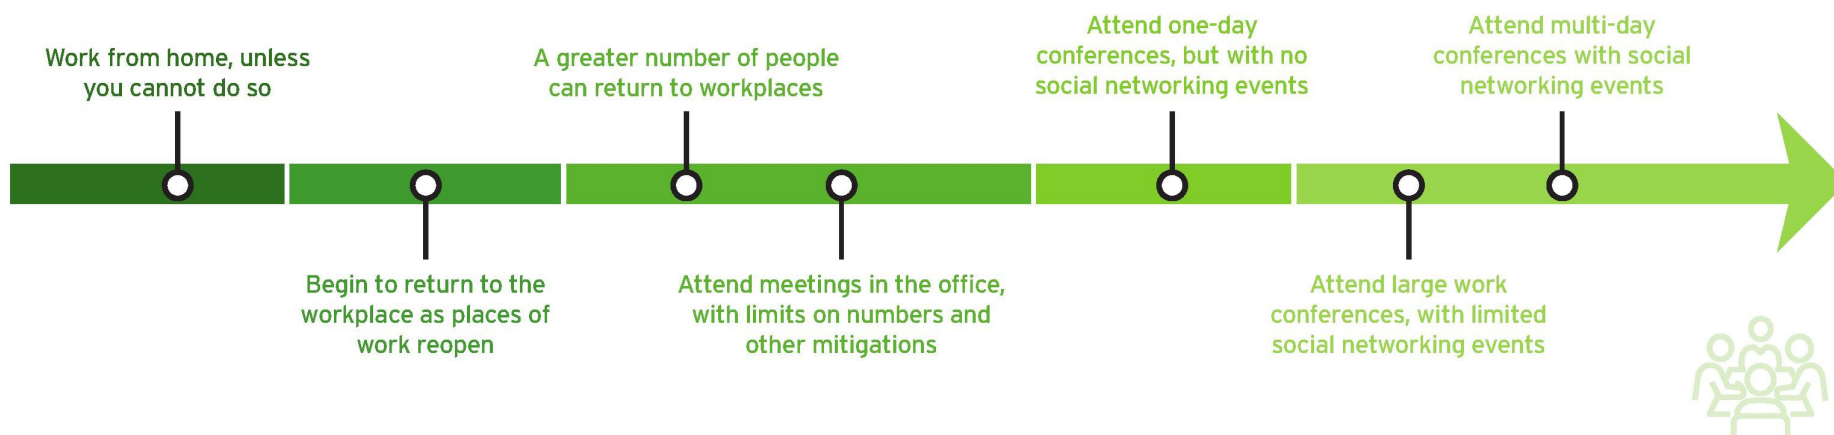 Work from home, unless
you cannot do so
Begin to return to the
workplace as places of
work reopen
A greater number of people
can return to workplaces
Attend meetings in the office,
with limits on numbers and
other mitigations
Attend one-day
conferences, but with no
social networking events
Attend large work
conferences, with limited
social networking events
Attend multi-day
conferences with social
networking events